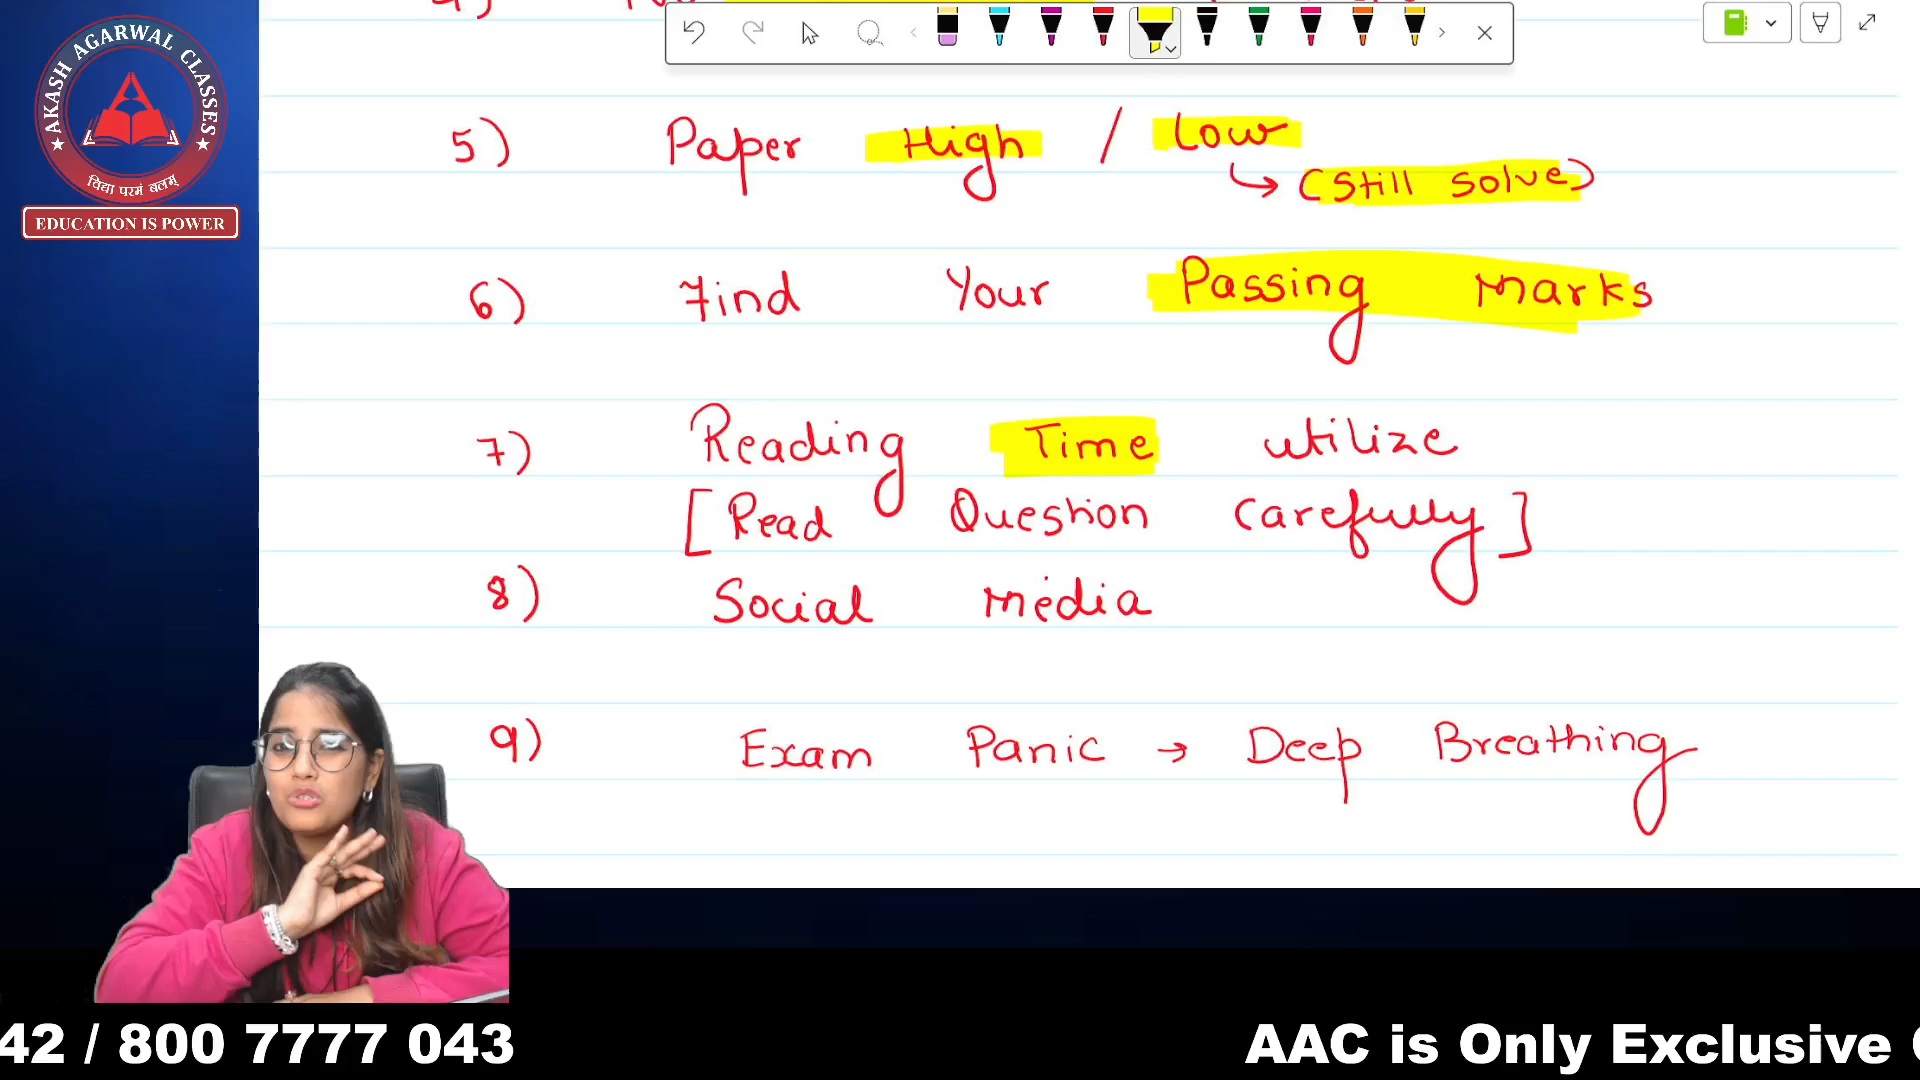 AKASH AGARWAL CLASSES
विद्या परमं बलम्
EDUCATION IS POWER
4)
5) Paper High / Low
↳ (Still Solve)
6) Find Your Passing Marks
7) Reading Time utilize
[Read Question Carefully]
8) Social Media
9) Exam Panic → Deep Breathing
42 / 800 7777 043
AAC is Only Exclusive